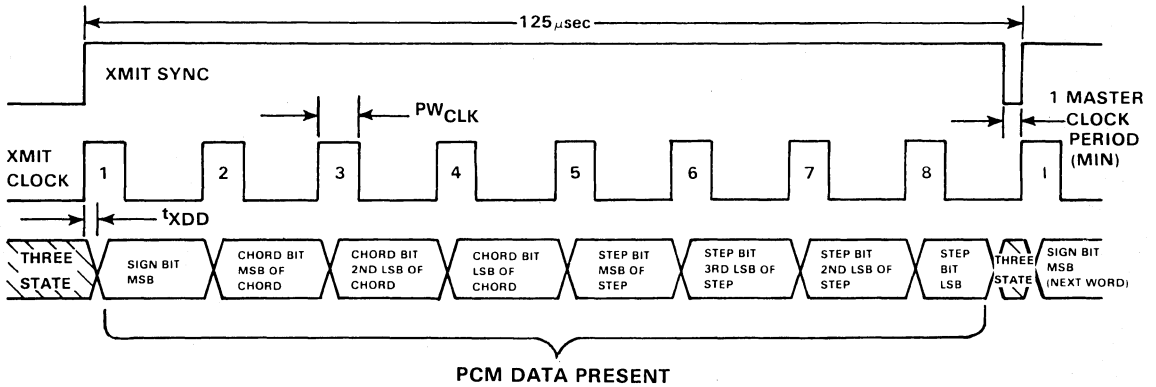 125 μsec
XMIT SYNC
PWCLK
1 MASTER
CLOCK
PERIOD
(MIN)
XMIT
CLOCK
1
2
3
4
5
6
7
8
1
tXDD
THREE
STATE
SIGN BIT
MSB
CHORD BIT
MSB OF
CHORD
CHORD BIT
2ND LSB OF
CHORD
CHORD BIT
LSB OF
CHORD
STEP BIT
MSB OF
STEP
STEP BIT
3RD LSB OF
STEP
STEP BIT
2ND LSB OF
STEP
STEP
BIT
LSB
THREE
STATE
SIGN BIT
MSB
(NEXT WORD)
PCM DATA PRESENT